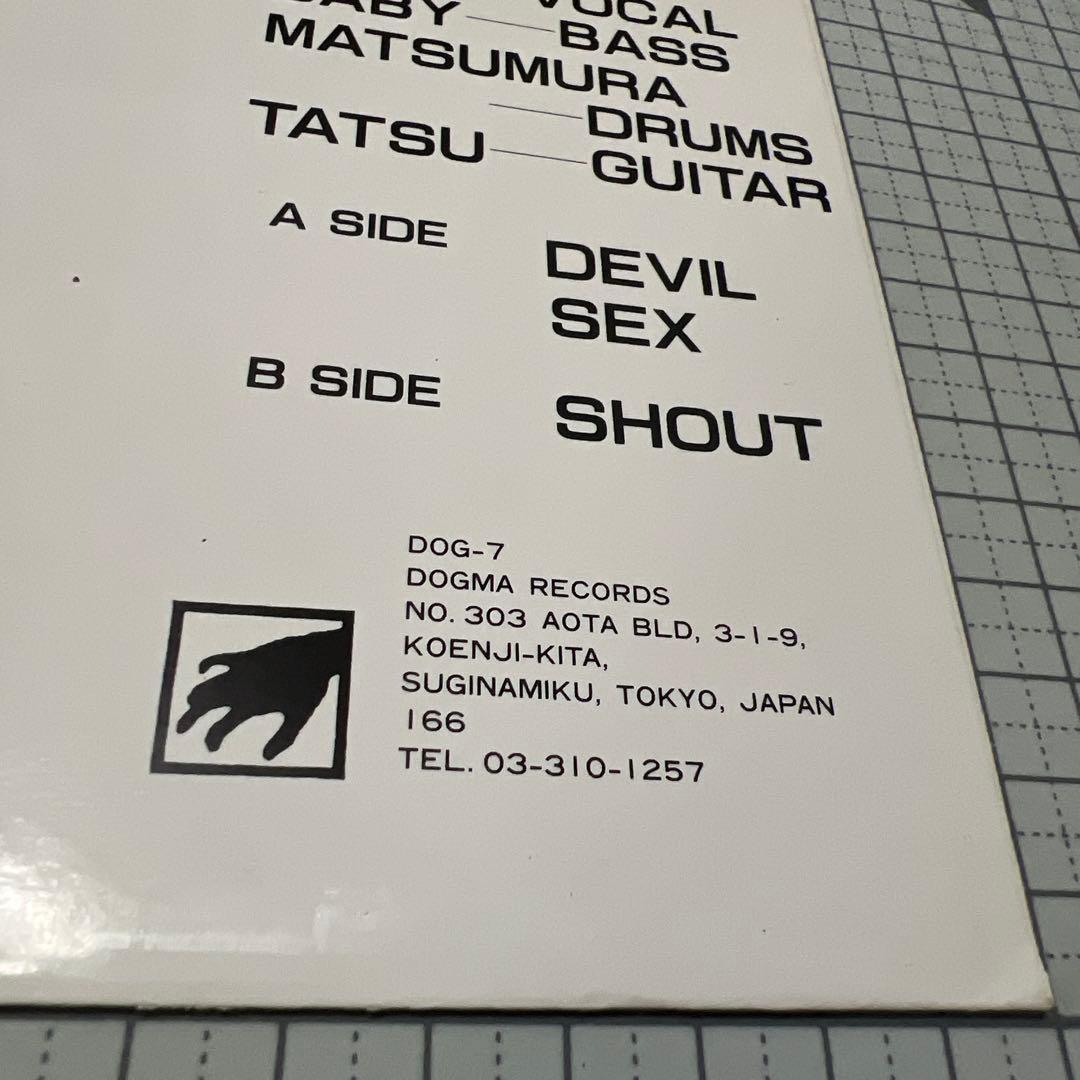 VOCAL
BABY——BASS
MATSUMURA
——DRUMS
TATSU——GUITAR
A SIDE DEVIL
SEX
B SIDE SHOUT
DOG-7
DOGMA RECORDS
NO. 303 AOTA BLD, 3-1-9,
KOENJI-KITA,
SUGINAMIKU, TOKYO, JAPAN
166
TEL. 03-310-1257